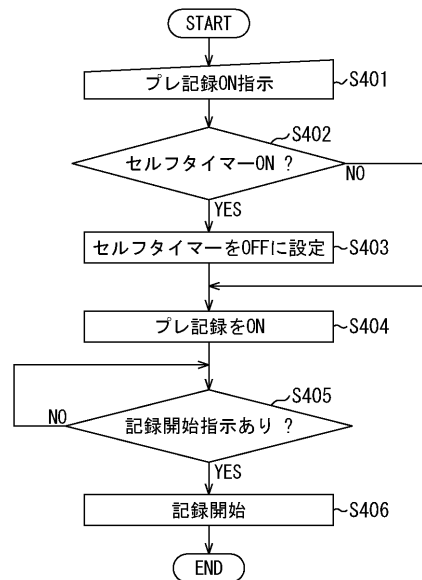 START
プレ記録ON指示
～S401
S402
セルフタイマーON ?
NO
YES
セルフタイマーをOFFに設定
～S403
プレ記録をON
～S404
S405
NO
記録開始指示あり ?
YES
記録開始
～S406
END